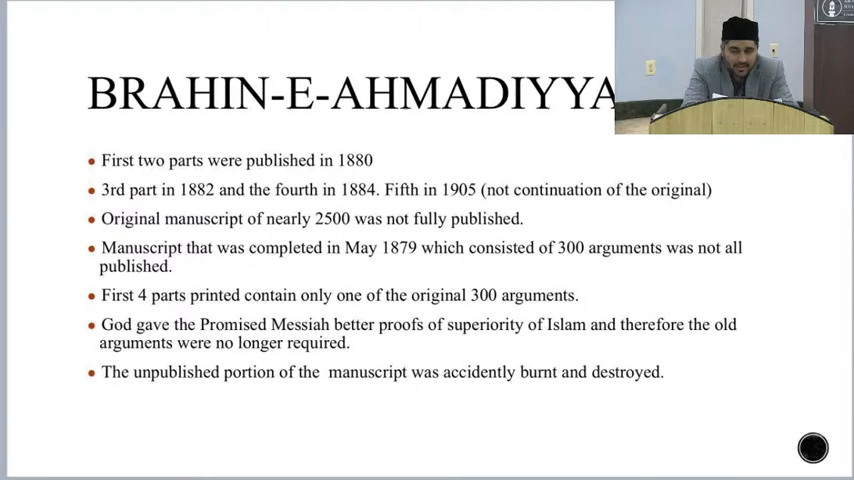 BRAHIN-E-AHMADIYYA
• First two parts were published in 1880
• 3rd part in 1882 and the fourth in 1884. Fifth in 1905 (not continuation of the original)
• Original manuscript of nearly 2500 was not fully published.
• Manuscript that was completed in May 1879 which consisted of 300 arguments was not all
published.
• First 4 parts printed contain only one of the original 300 arguments.
• God gave the Promised Messiah better proofs of superiority of Islam and therefore the old
arguments were no longer required.
• The unpublished portion of the manuscript was accidently burnt and destroyed.